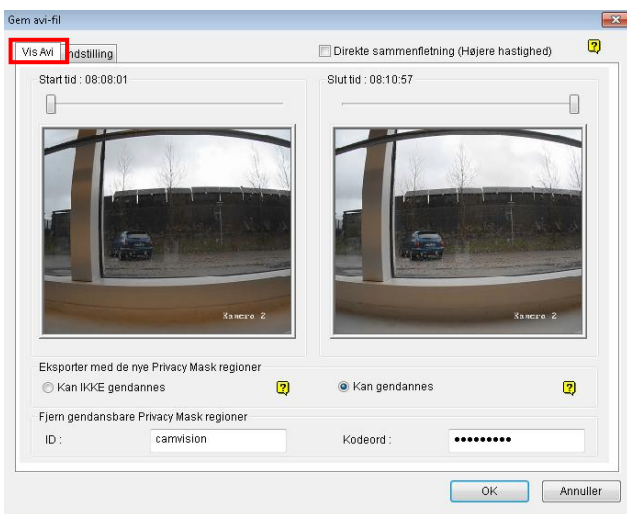 Gem avi-fil
Vis Avi Indstilling
Direkte sammenfletning (Højere hastighed)
Start tid : 08:08:01
Slut tid : 08:10:57
Kamera 2
Kamera 2
Eksporter med de nye Privacy Mask regioner
Kan IKKE gendannes
Kan gendannes
Fjern gendansbare Privacy Mask regioner
ID : camvision
Kodeord : •••••••••
OK Annuller